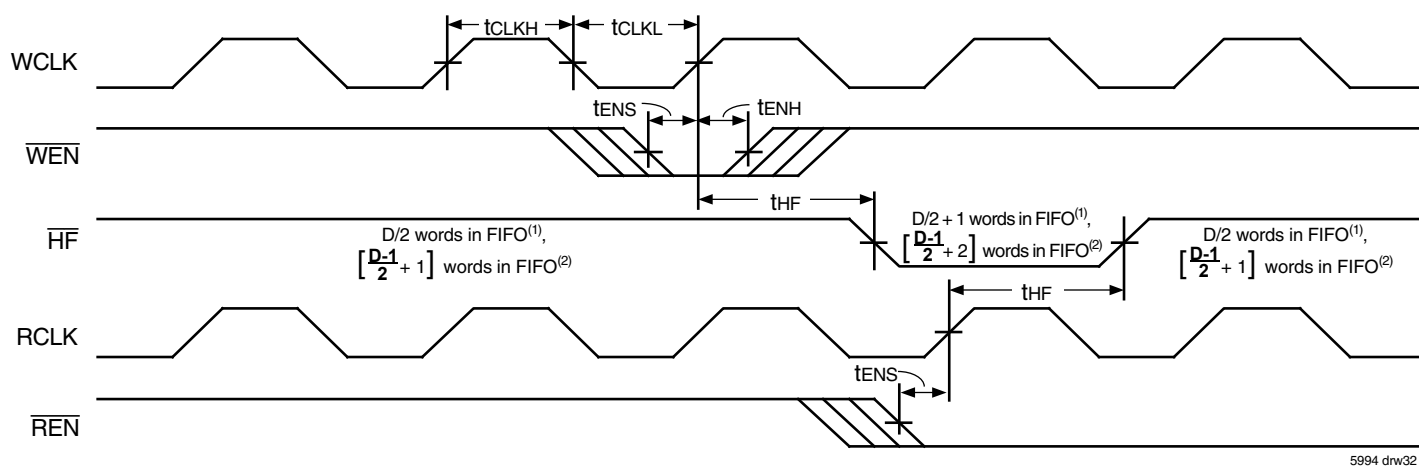 tCLKH
tCLKL
WCLK
tENS
tENH
WEN
tHF
HF
D/2 words in FIFO(1),
[D-1/2 + 1] words in FIFO(2)
D/2 + 1 words in FIFO(1),
[D-1/2 + 2] words in FIFO(2)
D/2 words in FIFO(1),
[D-1/2 + 1] words in FIFO(2)
tHF
RCLK
tENS
REN
5994 drw32